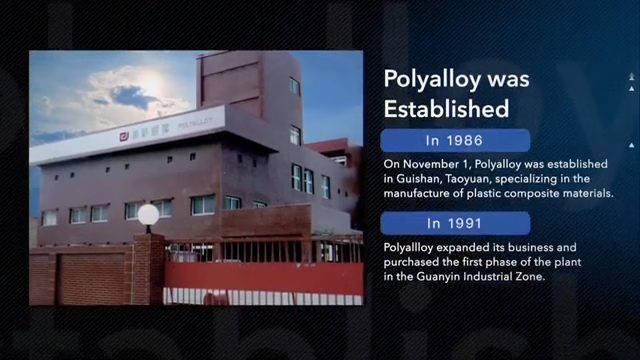 POLYALLOY
Polyalloy was
Established
In 1986
On November 1, Polyalloy was established
in Guishan, Taoyuan, specializing in the
manufacture of plastic composite materials.
In 1991
Polyallloy expanded its business and
purchased the first phase of the plant
in the Guanyin Industrial Zone.